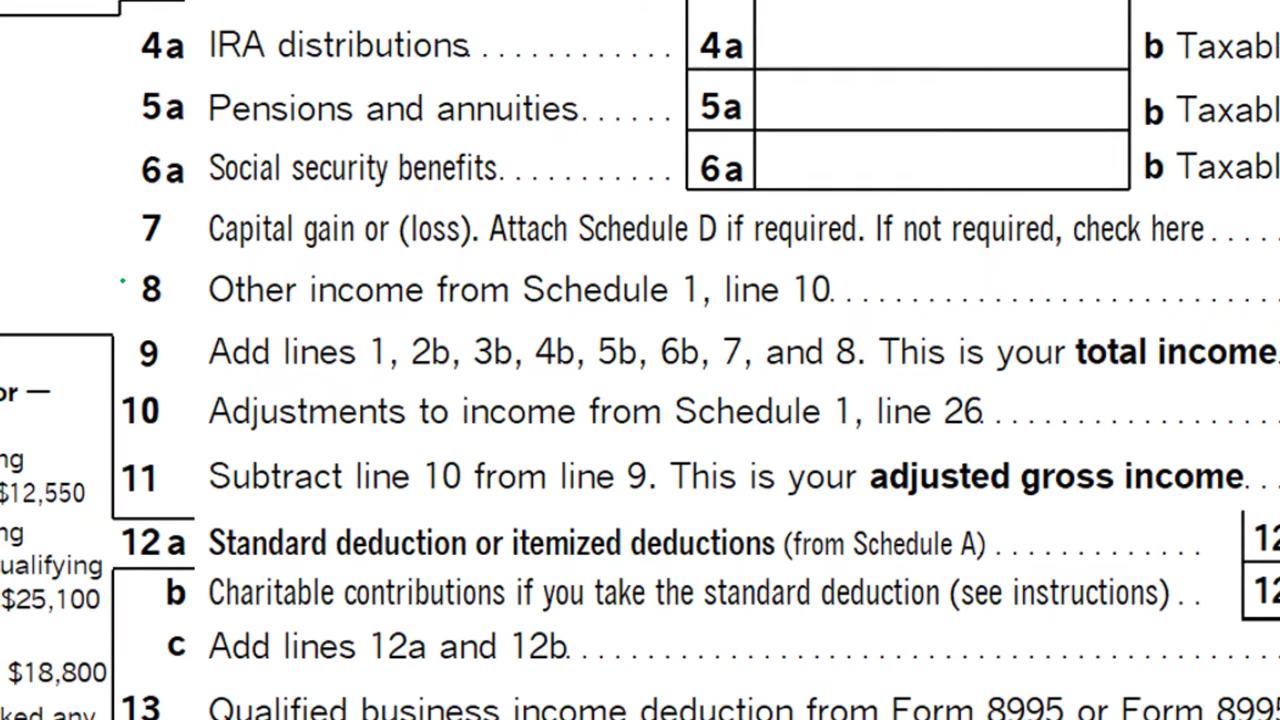 4a IRA distributions. . . . . . . . . . . . 4a b
5a Pensions and annuities. . . . . . 5a b
6a Social security benefits. . . . . . . . . . . 6a b
7 Capital gain or (loss). Attach Schedule D if required. If not required, check here . . . .
8 Other income from Schedule 1, line 10. . . . . . . . . . . . . . . . . . . . . . . . .
9 Add lines 1, 2b, 3b, 4b, 5b, 6b, 7, and 8. This is your total income.
or —
10 Adjustments to income from Schedule 1, line 26. . . . . . . . . . . . . . . . .
ng
11 Subtract line 10 from line 9. This is your adjusted gross income. . .
$12,550
ng
12a Standard deduction or itemized deductions (from Schedule A) . . . . . . . . . . . . 12
ualifying
b Charitable contributions if you take the standard deduction (see instructions) . . 12
$25,100
c Add lines 12a and 12b. . . . . . . . . . . . . . . . . . . . . . . . . . . . . . . . . . . . . . . .
$18,800
13 Qualified business income deduction from Form 8995 or Form 8995
ked any